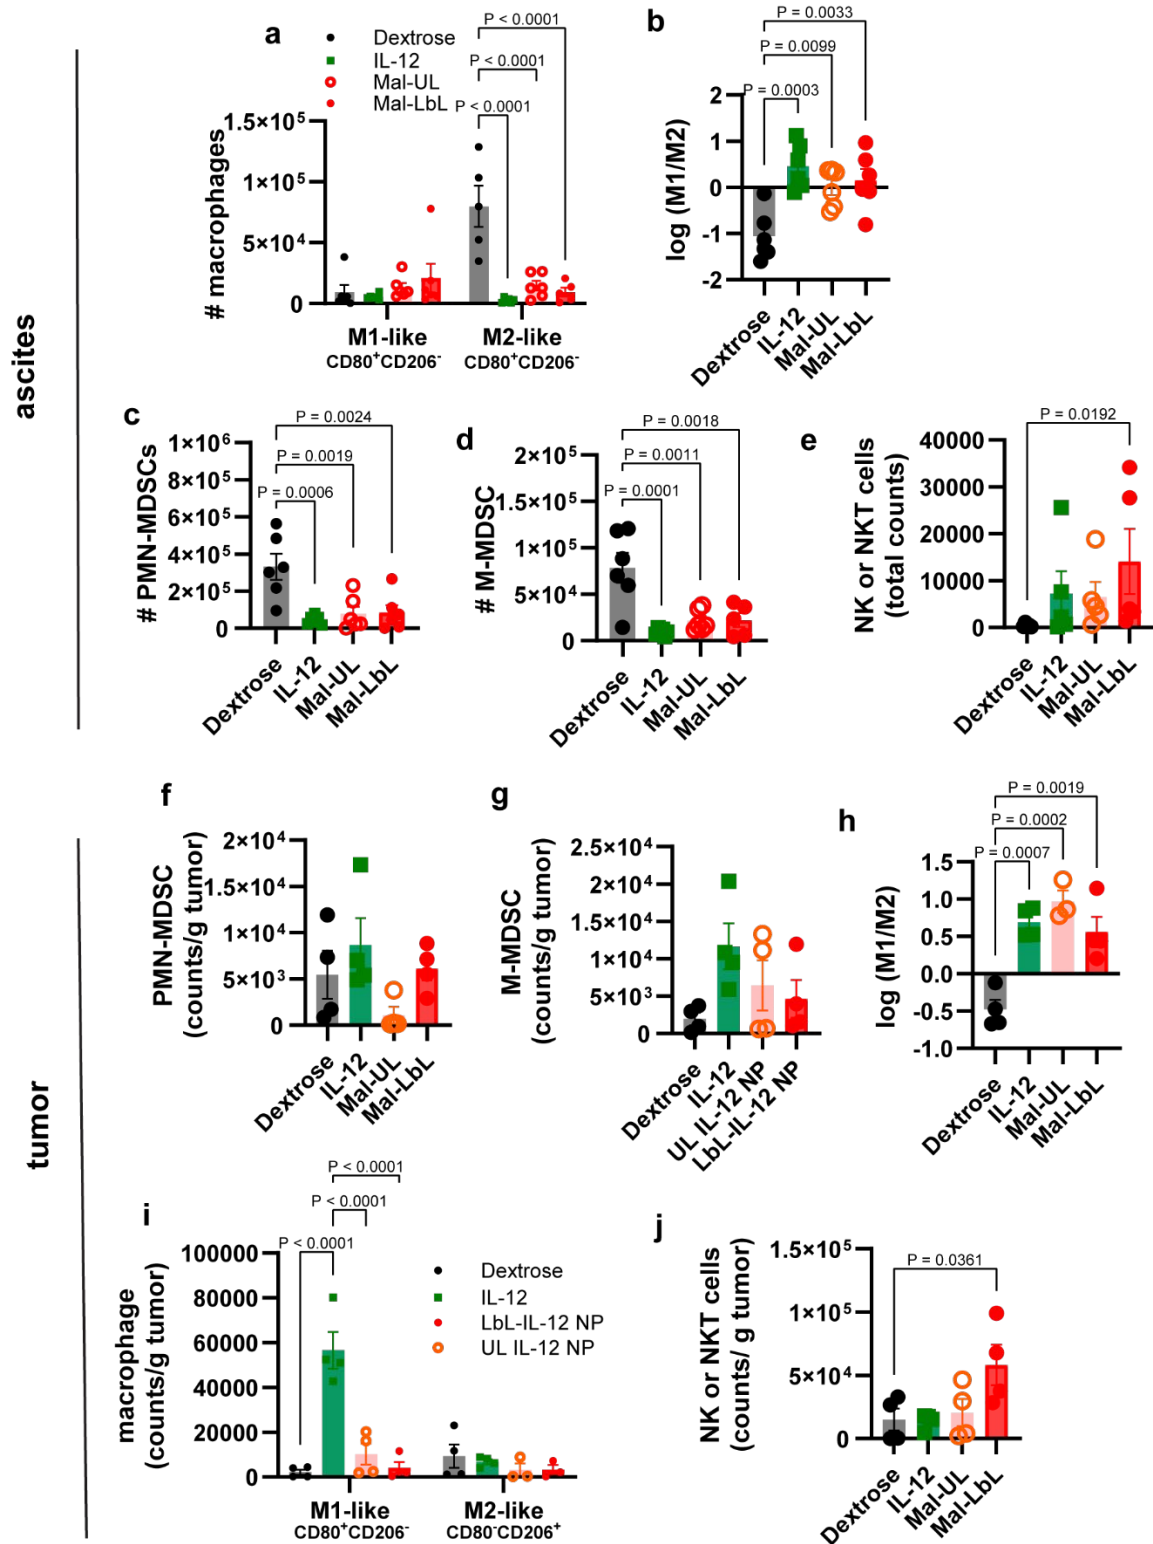 ascites
a
Dextrose
IL-12
Mal-UL
Mal-LbL
P < 0.0001
P < 0.0001
P < 0.0001
# macrophages
1.5×10⁵
1×10⁵
5×10⁴
0
M1-like
CD80⁺CD206⁻
M2-like
CD80⁺CD206⁻
b
P = 0.0033
P = 0.0099
P = 0.0003
log (M1/M2)
2
1
0
-1
-2
Dextrose
IL-12
Mal-UL
Mal-LbL
c
P = 0.0024
P = 0.0019
P = 0.0006
# PMN-MDSCs
1×10⁶
8×10⁵
6×10⁵
4×10⁵
2×10⁵
0
Dextrose
IL-12
Mal-UL
Mal-LbL
d
P = 0.0018
P = 0.0011
P = 0.0001
# M-MDSC
2×10⁵
2×10⁵
1×10⁵
5×10⁴
0
Dextrose
IL-12
Mal-UL
Mal-LbL
e
P = 0.0192
NK or NKT cells
(total counts)
40000
30000
20000
10000
0
Dextrose
IL-12
Mal-UL
Mal-LbL
tumor
f
PMN-MDSC
(counts/g tumor)
2×10⁴
2×10⁴
1×10⁴
5×10³
0
Dextrose
IL-12
Mal-UL
Mal-LbL
g
M-MDSC
(counts/g tumor)
2×10⁴
2×10⁴
2×10⁴
1×10⁴
5×10³
0
Dextrose
IL-12
UL IL-12 NP
LbL-IL-12 NP
h
P = 0.0019
P = 0.0002
P = 0.0007
log (M1/M2)
1.5
1.0
0.5
0.0
-0.5
-1.0
Dextrose
IL-12
Mal-UL
Mal-LbL
i
P < 0.0001
P < 0.0001
P < 0.0001
macrophage
(counts/g tumor)
100000
80000
60000
40000
20000
0
Dextrose
IL-12
LbL-IL-12 NP
UL IL-12 NP
M1-like
CD80⁺CD206⁻
M2-like
CD80⁻CD206⁺
j
P = 0.0361
NK or NKT cells
(counts/ g tumor)
1.5×10⁵
1×10⁵
5×10⁴
0
Dextrose
IL-12
Mal-UL
Mal-LbL